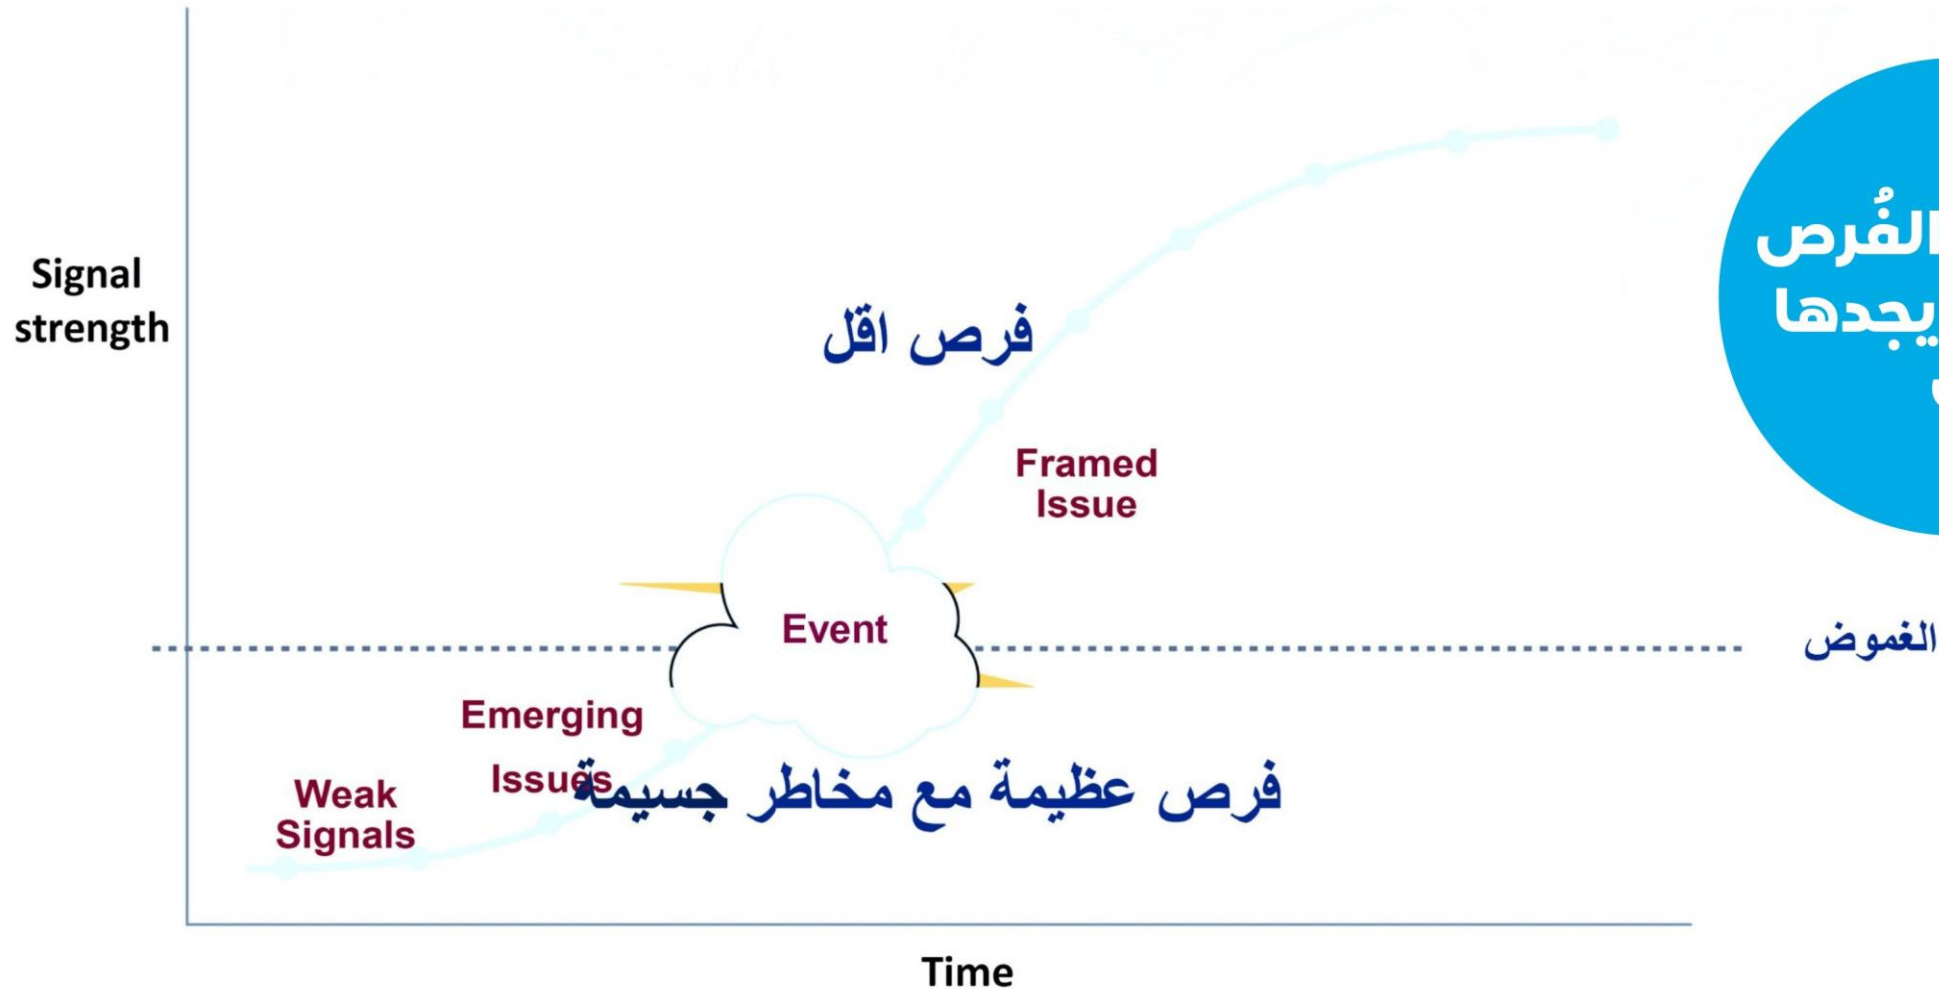 Signal
strength
فرص اقل
الفُرص
يجدها
Framed
Issue
Event
الغموض
Emerging
Issues
Weak
Signals
فرص عظيمة مع مخاطر جسيمة
Time